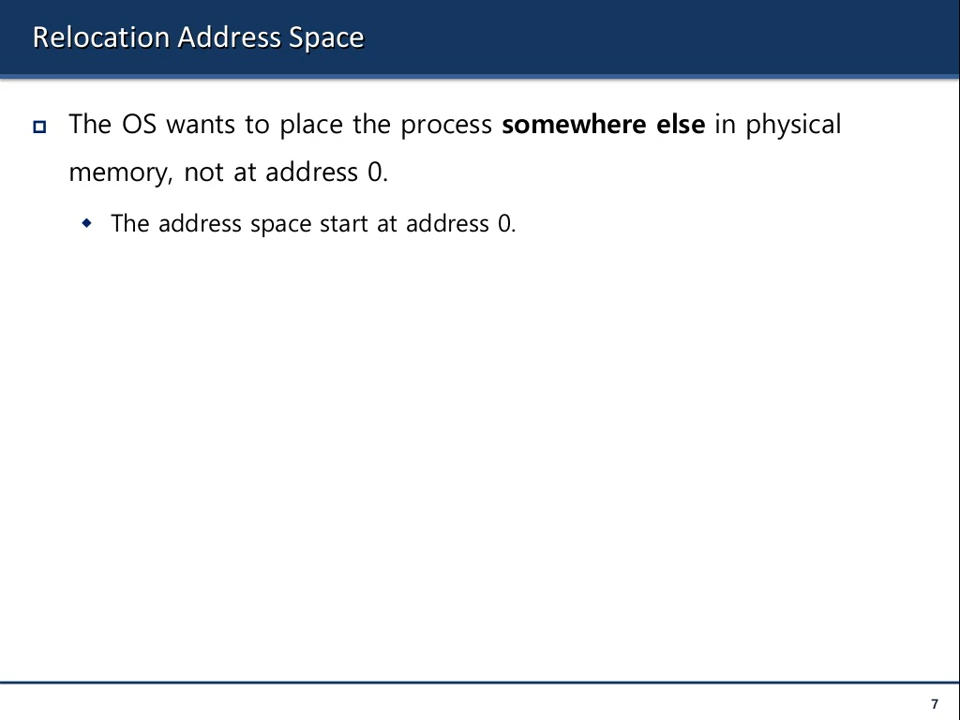 Relocation Address Space
The OS wants to place the process somewhere else in physical
memory, not at address 0.
The address space start at address 0.
7